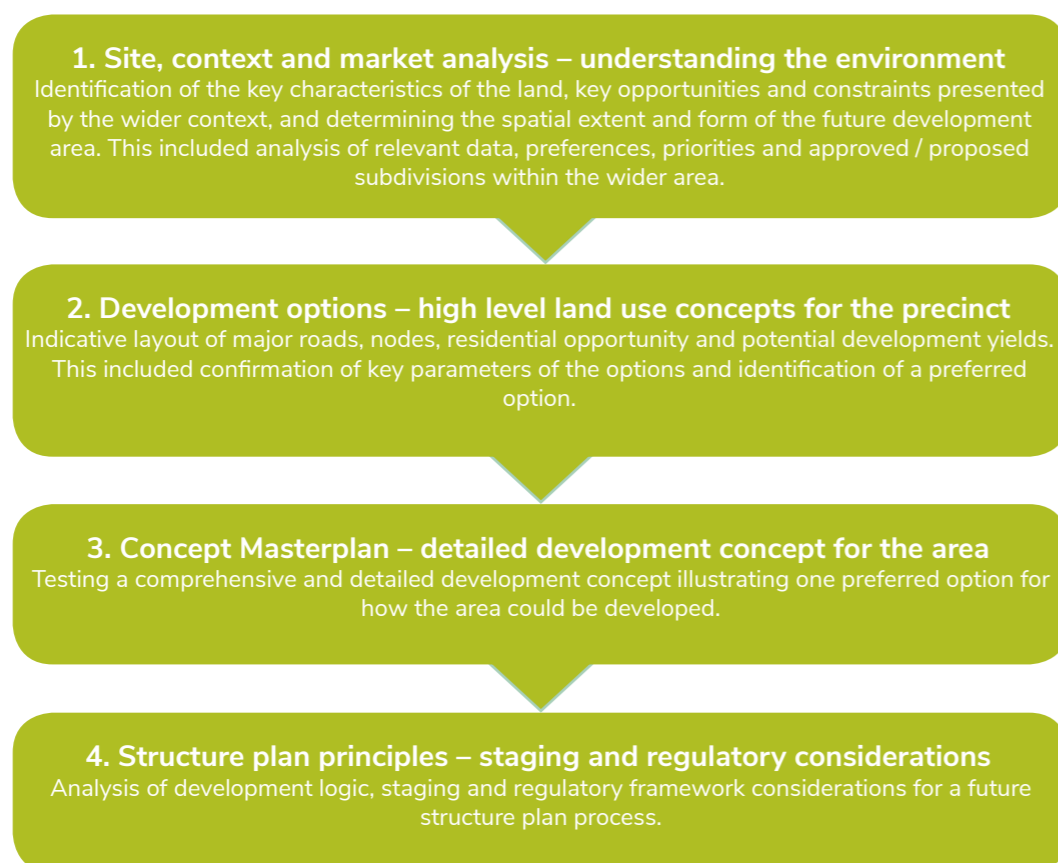 1. Site, context and market analysis – understanding the environment
Identification of the key characteristics of the land, key opportunities and constraints presented
by the wider context, and determining the spatial extent and form of the future development
area. This included analysis of relevant data, preferences, priorities and approved / proposed
subdivisions within the wider area.
2. Development options – high level land use concepts for the precinct
Indicative layout of major roads, nodes, residential opportunity and potential development yields.
This included confirmation of key parameters of the options and identification of a preferred
option.
3. Concept Masterplan – detailed development concept for the area
Testing a comprehensive and detailed development concept illustrating one preferred option for
how the area could be developed.
4. Structure plan principles – staging and regulatory considerations
Analysis of development logic, staging and regulatory framework considerations for a future
structure plan process.